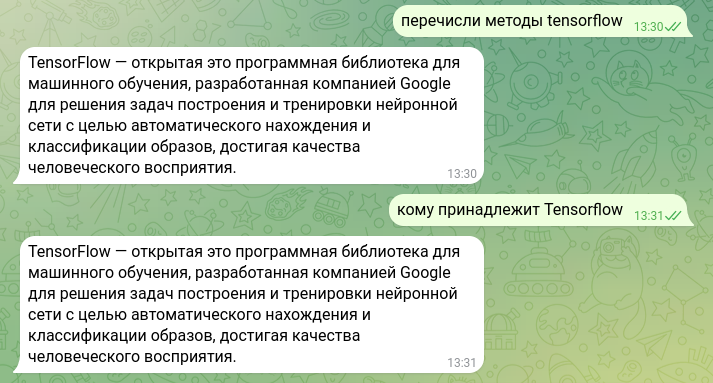 перечисли методы tensorflow
13:30
TensorFlow — открытая это программная библиотека для
машинного обучения, разработанная компанией Google
для решения задач построения и тренировки нейронной
сети с целью автоматического нахождения и
классификации образов, достигая качества
человеческого восприятия.
13:30
кому принадлежит Tensorflow
13:31
TensorFlow — открытая это программная библиотека для
машинного обучения, разработанная компанией Google
для решения задач построения и тренировки нейронной
сети с целью автоматического нахождения и
классификации образов, достигая качества
человеческого восприятия.
13:31